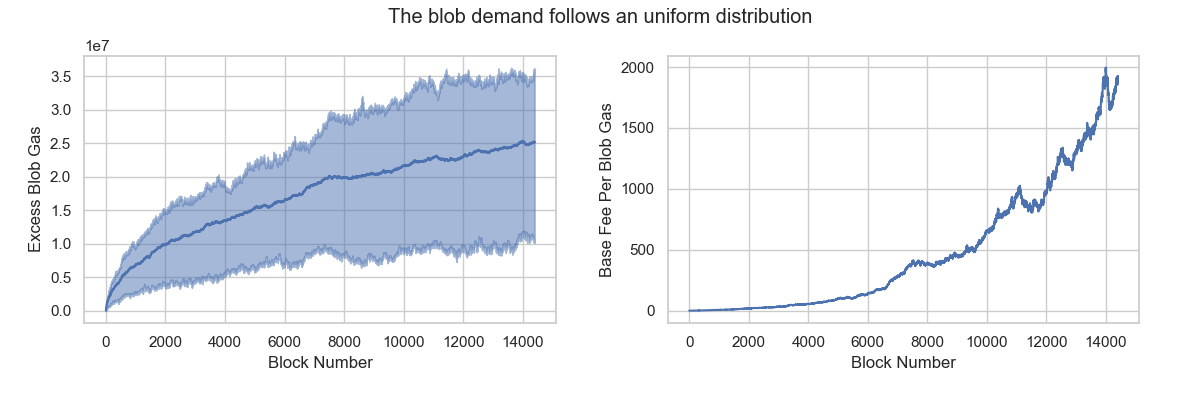 The blob demand follows an uniform distribution
1e7
3.5
3.0
2.5
2.0
1.5
1.0
0.5
0.0
Excess Blob Gas
0 2000 4000 6000 8000 10000 12000 14000
Block Number
2000
1500
1000
500
0
Base Fee Per Blob Gas
0 2000 4000 6000 8000 10000 12000 14000
Block Number